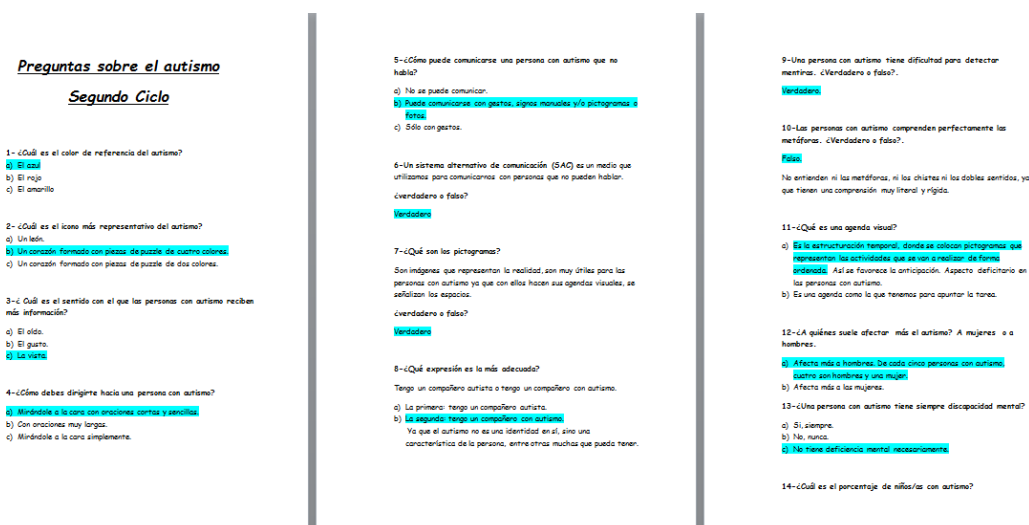 Preguntas sobre el autismo
Segundo Ciclo
1- ¿Cuál es el color de referencia del autismo?
a) El azul
b) El rojo
c) El amarillo
2- ¿Cuál es el icono más representativo del autismo?
a) Un león.
b) Un corazón formado con piezas de puzzle de cuatro colores.
c) Un corazón formado con piezas de puzzle de dos colores.
3-¿ Cuál es el sentido con el que las personas con autismo reciben
más información?
a) El oído.
b) El gusto.
c) La vista.
4-¿Cómo debes dirigirte hacia una persona con autismo?
a) Mirándole a la cara con oraciones cortas y sencillas.
b) Con oraciones muy largas.
c) Mirándole a la cara simplemente.
5-¿Cómo puede comunicarse una persona con autismo que no
habla?
a) No se puede comunicar.
b) Puede comunicarse con gestos, signos manuales y/o pictogramas o
fotos.
c) Sólo con gestos.
6-Un sistema alternativo de comunicación (SAC) es un medio que
utilizamos para comunicarnos con personas que no pueden hablar.
¿verdadero o falso?
Verdadero
7-¿Qué son los pictogramas?
Son imágenes que representan la realidad, son muy útiles para las
personas con autismo ya que con ellos hacen sus agendas visuales, se
señalizan los espacios.
¿verdadero o falso?
Verdadero
8-¿Qué expresión es la más adecuada?
Tengo un compañero autista o tengo un compañero con autismo.
a) La primera: tengo un compañero autista.
b) La segunda: tengo un compañero con autismo.
Ya que el autismo no es una identidad en sí, sino una
característica de la persona, entre otras muchas que pueda tener.
9-Una persona con autismo tiene dificultad para detectar
mentiras. ¿Verdadero o falso?.
Verdadero.
10-Las personas con autismo comprenden perfectamente las
metáforas. ¿Verdadero o falso?.
Falso.
No entienden ni las metáforas, ni los chistes ni los dobles sentidos, ya
que tienen una comprensión muy literal y rígida.
11-¿Qué es una agenda visual?
a) Es la estructuración temporal, donde se colocan pictogramas que
representan las actividades que se van a realizar de forma
ordenada. Así se favorece la anticipación. Aspecto deficitario en
las personas con autismo.
b) Es una agenda como la que tenemos para apuntar la tarea.
12-¿A quiénes suele afectar más el autismo? A mujeres o a
hombres.
a) Afecta más a hombres. De cada cinco personas con autismo,
cuatro son hombres y una mujer.
b) Afecta más a las mujeres.
13-¿Una persona con autismo tiene siempre discapacidad mental?
a) Si, siempre.
b) No, nunca.
c) No tiene deficiencia mental necesariamente.
14-¿Cuál es el porcentaje de niños/as con autismo?